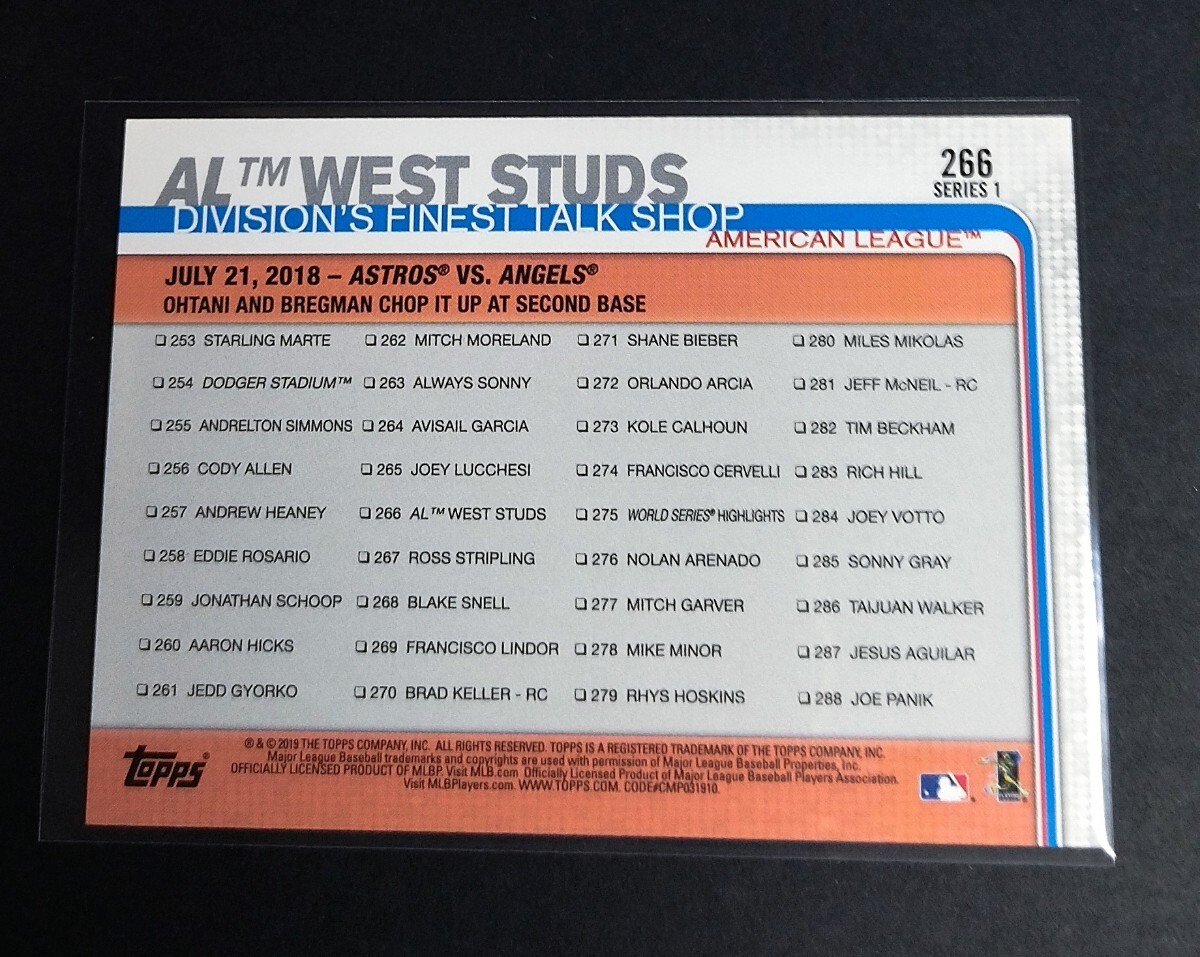 AL™ WEST STUDS
266
SERIES 1
DIVISION'S FINEST TALK SHOP
AMERICAN LEAGUE™
JULY 21, 2018 – ASTROS® VS. ANGELS®
OHTANI AND BREGMAN CHOP IT UP AT SECOND BASE
❏ 253 STARLING MARTE
❏ 254 DODGER STADIUM™
❏ 255 ANDRELTON SIMMONS
❏ 256 CODY ALLEN
❏ 257 ANDREW HEANEY
❏ 258 EDDIE ROSARIO
❏ 259 JONATHAN SCHOOP
❏ 260 AARON HICKS
❏ 261 JEDD GYORKO
❏ 262 MITCH MORELAND
❏ 263 ALWAYS SONNY
❏ 264 AVISAIL GARCIA
❏ 265 JOEY LUCCHESI
❏ 266 AL™ WEST STUDS
❏ 267 ROSS STRIPLING
❏ 268 BLAKE SNELL
❏ 269 FRANCISCO LINDOR
❏ 270 BRAD KELLER - RC
❏ 271 SHANE BIEBER
❏ 272 ORLANDO ARCIA
❏ 273 KOLE CALHOUN
❏ 274 FRANCISCO CERVELLI
❏ 275 WORLD SERIES® HIGHLIGHTS
❏ 276 NOLAN ARENADO
❏ 277 MITCH GARVER
❏ 278 MIKE MINOR
❏ 279 RHYS HOSKINS
❏ 280 MILES MIKOLAS
❏ 281 JEFF McNEIL - RC
❏ 282 TIM BECKHAM
❏ 283 RICH HILL
❏ 284 JOEY VOTTO
❏ 285 SONNY GRAY
❏ 286 TAIJUAN WALKER
❏ 287 JESUS AGUILAR
❏ 288 JOE PANIK
topps®
® & © 2019 THE TOPPS COMPANY, INC. ALL RIGHTS RESERVED. TOPPS IS A REGISTERED TRADEMARK OF THE TOPPS COMPANY, INC.
Major League Baseball trademarks and copyrights are used with permission of Major League Baseball Properties, Inc.
OFFICIALLY LICENSED PRODUCT OF MLBP. Visit MLB.com Officially Licensed Product of Major League Baseball Players Association.
Visit MLBPlayers.com. WWW.TOPPS.COM. CODE#CMP031910.